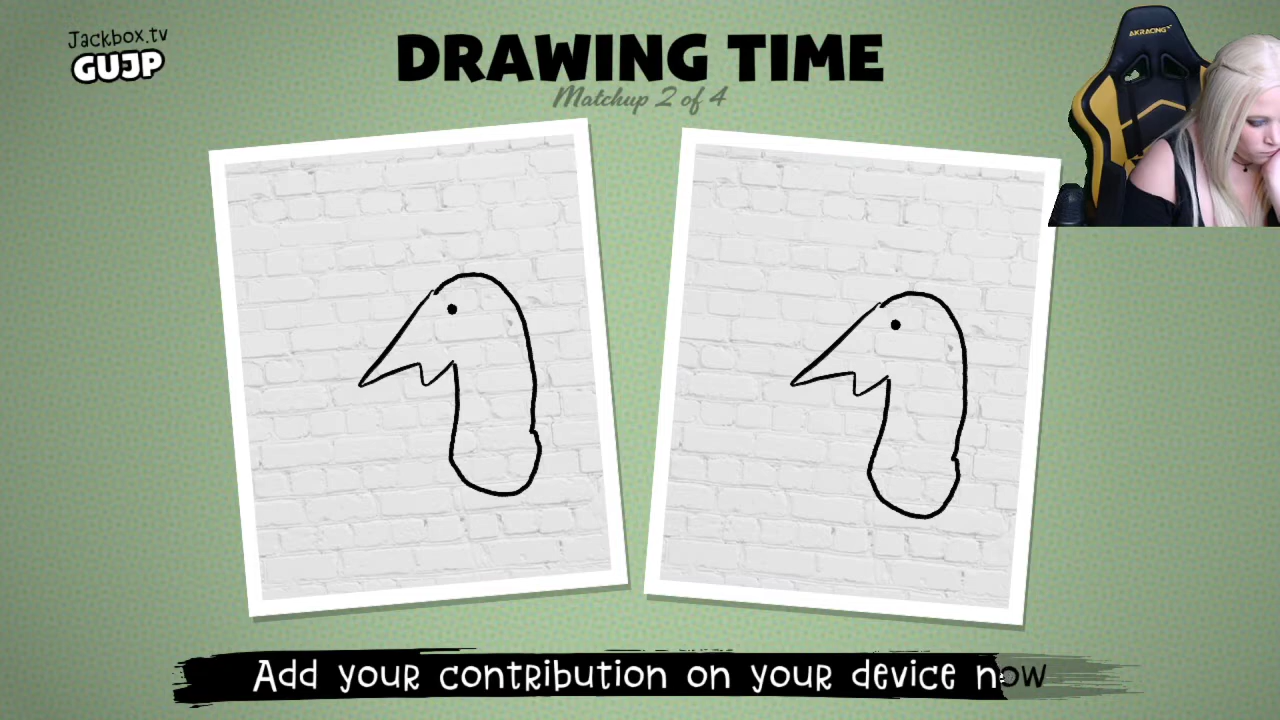 Jackbox.tv
GUJP
DRAWING TIME
Matchup 2 of 4
AKRACING
Add your contribution on your device now